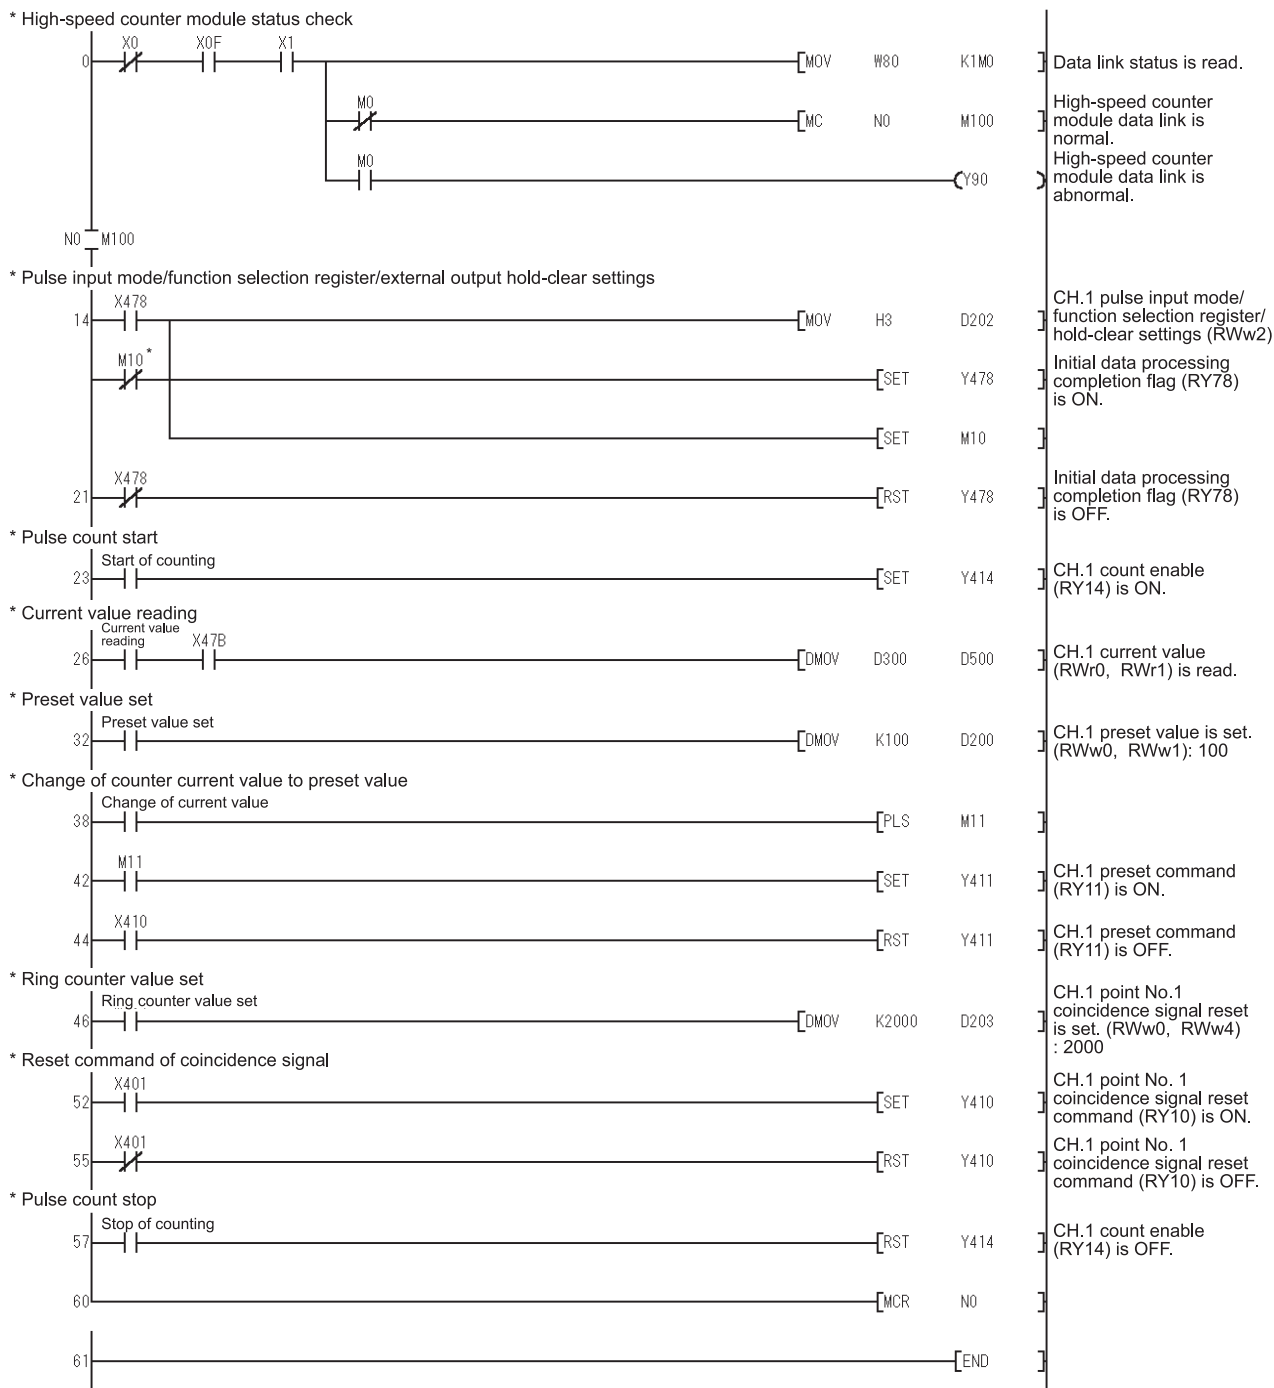 * High-speed counter module status check
X0 X0F X1
0 MOV W80 K1M0 Data link status is read.
M0
MC N0 M100
High-speed counter
module data link is
normal.
M0
Y90
High-speed counter
module data link is
abnormal.
N0 M100
* Pulse input mode/function selection register/external output hold-clear settings
X478
14 MOV H3 D202
CH.1 pulse input mode/
function selection register/
hold-clear settings (RWw2)
M10 *
SET Y478
Initial data processing
completion flag (RY78)
is ON.
SET M10
X478
21 RST Y478
Initial data processing
completion flag (RY78)
is OFF.
* Pulse count start
Start of counting
23 SET Y414
CH.1 count enable
(RY14) is ON.
* Current value reading
Current value
reading X47B
26 DMOV D300 D500
CH.1 current value
(RWr0, RWr1) is read.
* Preset value set
Preset value set
32 DMOV K100 D200
CH.1 preset value is set.
(RWw0, RWw1): 100
* Change of counter current value to preset value
Change of current value
38 PLS M11
M11
42 SET Y411
CH.1 preset command
(RY11) is ON.
X410
44 RST Y411
CH.1 preset command
(RY11) is OFF.
* Ring counter value set
Ring counter value set
46 DMOV K2000 D203
CH.1 point No.1
coincidence signal reset
is set. (RWw0, RWw4)
: 2000
* Reset command of coincidence signal
X401
52 SET Y410
CH.1 point No. 1
coincidence signal reset
command (RY10) is ON.
X401
55 RST Y410
CH.1 point No. 1
coincidence signal reset
command (RY10) is OFF.
* Pulse count stop
Stop of counting
57 RST Y414
CH.1 count enable
(RY14) is OFF.
60 MCR N0
61 END